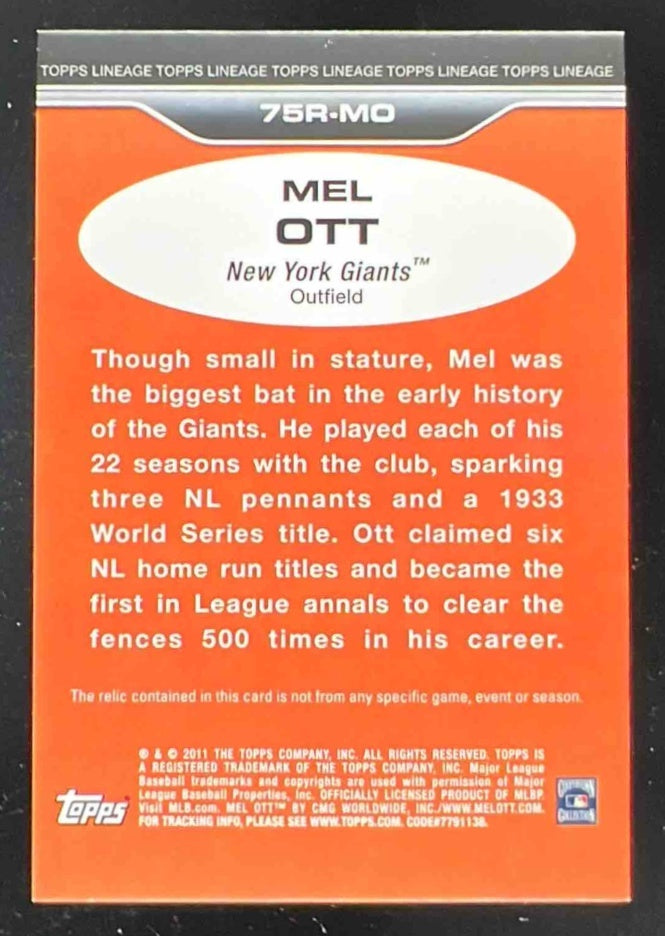 TOPPS LINEAGE TOPPS LINEAGE TOPPS LINEAGE TOPPS LINEAGE TOPPS LINEAGE
75R-MO
MEL
OTT
New York Giants™
Outfield
Though small in stature, Mel was
the biggest bat in the early history
of the Giants. He played each of his
22 seasons with the club, sparking
three NL pennants and a 1933
World Series title. Ott claimed six
NL home run titles and became the
first in League annals to clear the
fences 500 times in his career.
The relic contained in this card is not from any specific game, event or season.
® & © 2011 THE TOPPS COMPANY, INC. ALL RIGHTS RESERVED. TOPPS IS
A REGISTERED TRADEMARK OF THE TOPPS COMPANY, INC. Major League
Baseball trademarks and copyrights are used with permission of Major
League Baseball Properties, Inc. OFFICIALLY LICENSED PRODUCT OF MLBP
Visit MLB.com. MEL OTT™ BY CMG WORLDWIDE, INC./WWW.MELOTT.COM.
FOR TRACKING INFO, PLEASE SEE WWW.TOPPS.COM. CODE#7791138.
Topps
COOPERSTOWN
COLLECTION